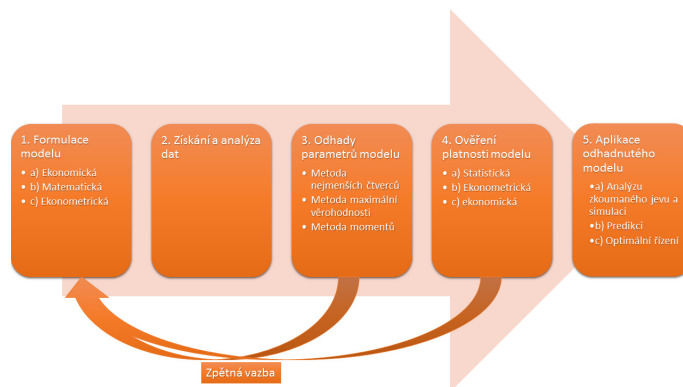 1. Formulace
modelu
• a) Ekonomická
• b) Matematická
• c) Ekonometrická
2. Získání a analýza
dat
3. Odhady
parametrů modelu
• Metoda
nejmenších čtverců
• Metoda maximální
věrohodnosti
• Metoda momentů
4. Ověření
platnosti modelu
• a) Statistická
• b) Ekonometrická
• c) ekonomická
5. Aplikace
odhadnutého
modelu
•a) Analýzu
zkoumaného jevu a
simulaci
•b) Predikci
•c) Optimální řízení
Zpětná vazba